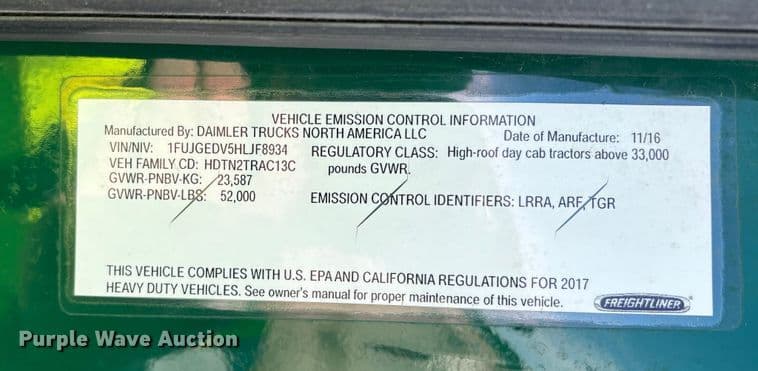 VEHICLE EMISSION CONTROL INFORMATION
Manufactured By: DAIMLER TRUCKS NORTH AMERICA LLC Date of Manufacture: 11/16
VIN/NIV: 1FUJGEDV5HLJF8934 REGULATORY CLASS: High-roof day cab tractors above 33,000
VEH FAMILY.CD: HDTN2TRAC13C pounds GVWR.
GVWR-PNBV-KG: 23,587
GVWR-PNBV-LBS: 52,000 EMISSION CONTROL IDENTIFIERS: LRRA, ARF, TGR
THIS VEHICLE COMPLIES WITH U.S. EPA AND CALIFORNIA REGULATIONS FOR 2017
HEAVY DUTY VEHICLES. See owner's manual for proper maintenance of this vehicle.
FREIGHTLINER
Purple Wave Auction